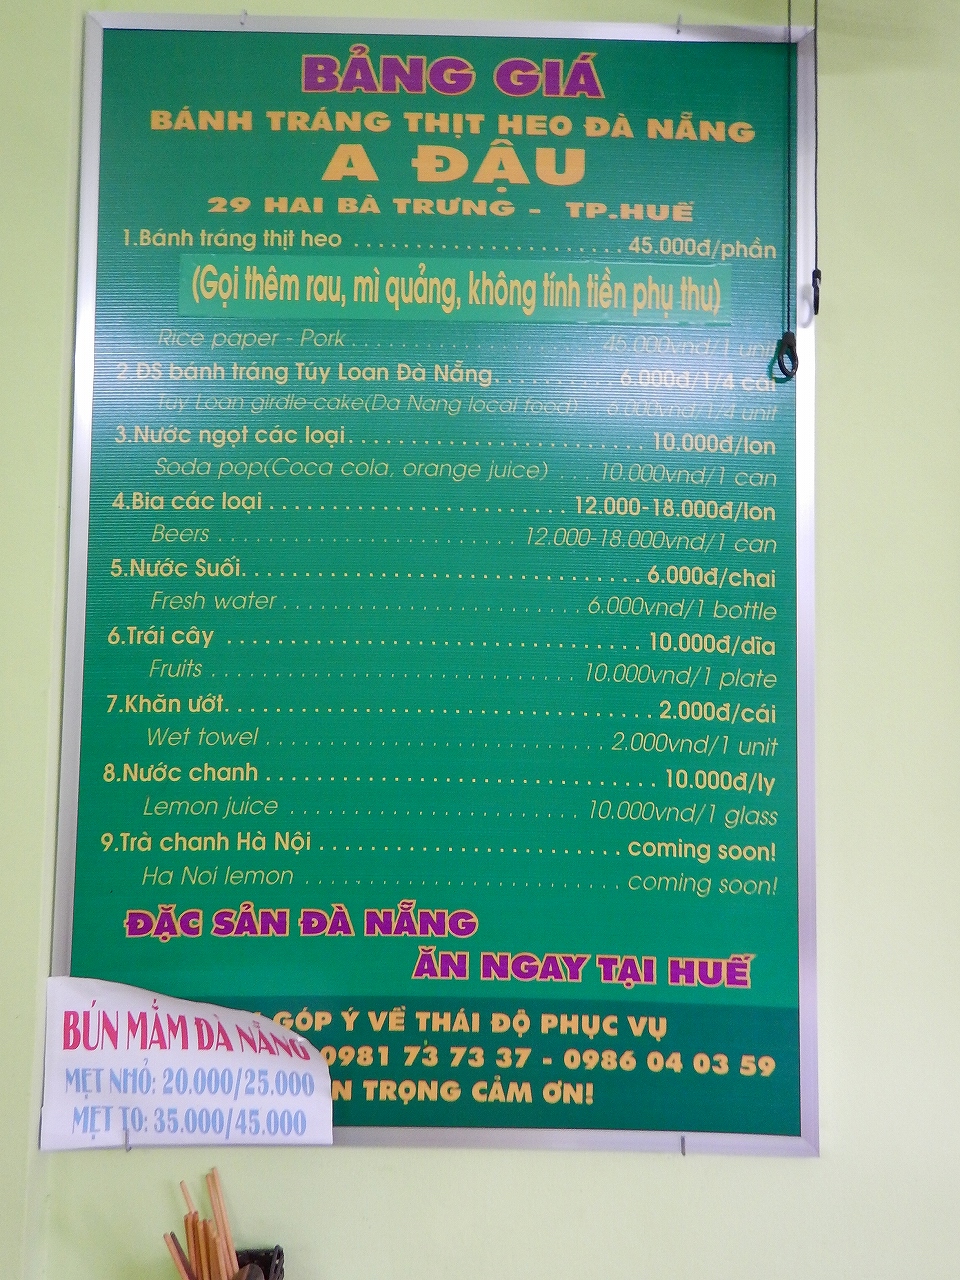 BẢNG GIÁ
BÁNH TRÁNG THỊT HEO ĐÀ NẴNG
A ĐẬU
29 HAI BÀ TRƯNG - TP.HUẾ
1.Bánh tráng thịt heo ........................ 45.000đ/phần
(Gọi thêm rau, mì quảng, không tính tiền phụ thu)
Rice paper - Pork ........................ 45.000vnd/1 unit
2.ĐS bánh tráng Túy Loan Đà Nẵng.......... 6.000đ/1/4 cái
Tuy Loan girdle-cake(Da Nang local food) .. 6.000vnd/1/4 unit
3.Nước ngọt các loại........................ 10.000đ/lon
Soda pop(Coca cola, orange juice) .... 10.000vnd/1 can
4.Bia các loại ........................ 12.000-18.000đ/lon
Beers ........................ 12.000-18.000vnd/1 can
5.Nước Suối........................ 6.000đ/chai
Fresh water ........................ 6.000vnd/1 bottle
6.Trái cây ........................ 10.000đ/dĩa
Fruits ........................ 10.000vnd/1 plate
7.Khăn ướt........................ 2.000đ/cái
Wet towel ........................ 2.000vnd/1 unit
8.Nước chanh ........................ 10.000đ/ly
Lemon juice ........................ 10.000vnd/1 glass
9.Trà chanh Hà Nội ........................ coming soon!
Ha Noi lemon ........................ coming soon!
ĐẶC SẢN ĐÀ NẴNG
ĂN NGAY TẠI HUẾ
GÓP Ý VỀ THÁI ĐỘ PHỤC VỤ
0981 73 73 37 - 0986 04 03 59
N TRỌNG CẢM ƠN!
BÚN MẮM ĐÀ NẴNG
MẸT NHỎ: 20.000/25.000
MẸT TO: 35.000/45.000